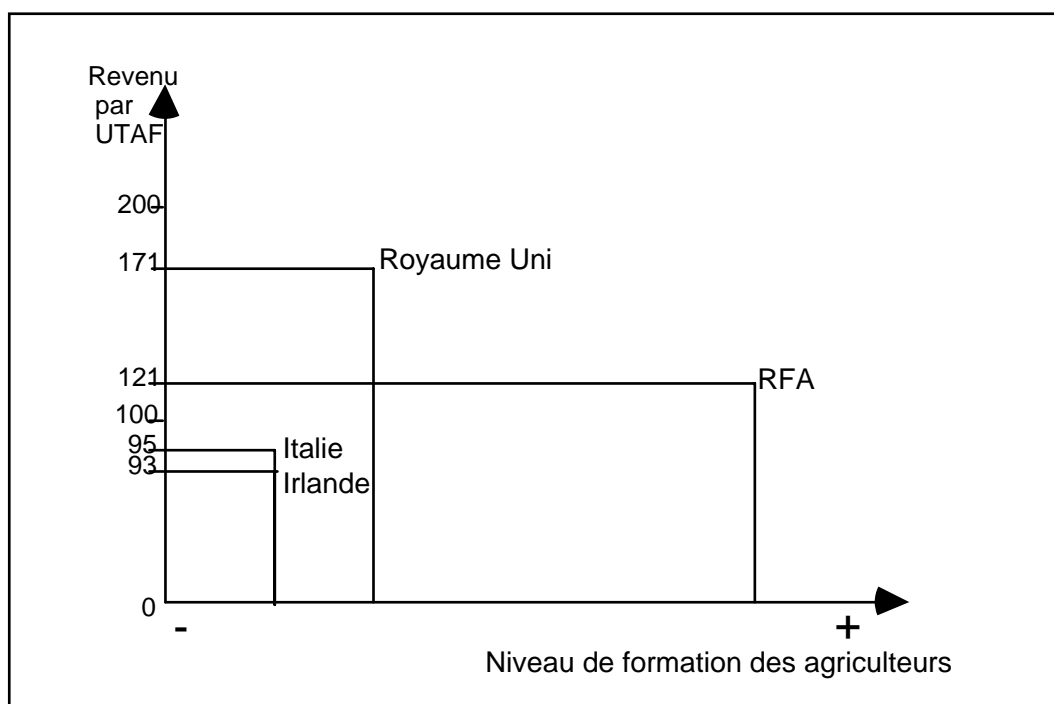 Revenu
par
UTAF
200
171
Royaume Uni
121
RFA
100
95
Italie
93
Irlande
0
-
+
Niveau de formation des agriculteurs